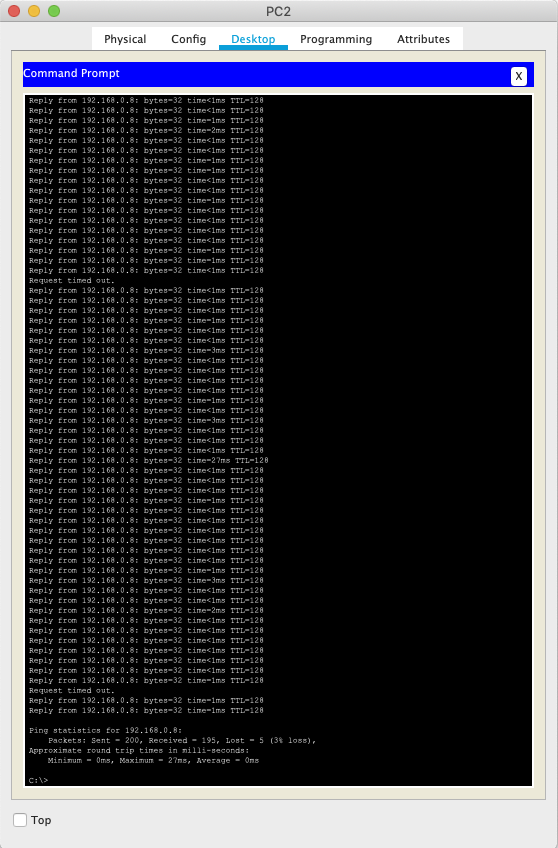 PC2
Physical Config Desktop Programming Attributes
Command Prompt
X
Reply from 192.168.0.8: bytes=32 time<1ms TTL=128
Reply from 192.168.0.8: bytes=32 time<1ms TTL=128
Reply from 192.168.0.8: bytes=32 time=1ms TTL=128
Reply from 192.168.0.8: bytes=32 time=2ms TTL=128
Reply from 192.168.0.8: bytes=32 time<1ms TTL=128
Reply from 192.168.0.8: bytes=32 time<1ms TTL=128
Reply from 192.168.0.8: bytes=32 time<1ms TTL=128
Reply from 192.168.0.8: bytes=32 time=1ms TTL=128
Reply from 192.168.0.8: bytes=32 time<1ms TTL=128
Reply from 192.168.0.8: bytes=32 time<1ms TTL=128
Reply from 192.168.0.8: bytes=32 time=1ms TTL=128
Reply from 192.168.0.8: bytes=32 time<1ms TTL=128
Reply from 192.168.0.8: bytes=32 time<1ms TTL=128
Reply from 192.168.0.8: bytes=32 time<1ms TTL=128
Reply from 192.168.0.8: bytes=32 time<1ms TTL=128
Reply from 192.168.0.8: bytes=32 time=1ms TTL=128
Reply from 192.168.0.8: bytes=32 time<1ms TTL=128
Reply from 192.168.0.8: bytes=32 time<1ms TTL=128
Request timed out.
Reply from 192.168.0.8: bytes=32 time<1ms TTL=128
Reply from 192.168.0.8: bytes=32 time<1ms TTL=128
Reply from 192.168.0.8: bytes=32 time=1ms TTL=128
Reply from 192.168.0.8: bytes=32 time=1ms TTL=128
Reply from 192.168.0.8: bytes=32 time<1ms TTL=128
Reply from 192.168.0.8: bytes=32 time<1ms TTL=128
Reply from 192.168.0.8: bytes=32 time=3ms TTL=128
Reply from 192.168.0.8: bytes=32 time<1ms TTL=128
Reply from 192.168.0.8: bytes=32 time<1ms TTL=128
Reply from 192.168.0.8: bytes=32 time<1ms TTL=128
Reply from 192.168.0.8: bytes=32 time=1ms TTL=128
Reply from 192.168.0.8: bytes=32 time=1ms TTL=128
Reply from 192.168.0.8: bytes=32 time<1ms TTL=128
Reply from 192.168.0.8: bytes=32 time=3ms TTL=128
Reply from 192.168.0.8: bytes=32 time<1ms TTL=128
Reply from 192.168.0.8: bytes=32 time<1ms TTL=128
Reply from 192.168.0.8: bytes=32 time<1ms TTL=128
Reply from 192.168.0.8: bytes=32 time=27ms TTL=128
Reply from 192.168.0.8: bytes=32 time<1ms TTL=128
Reply from 192.168.0.8: bytes=32 time<1ms TTL=128
Reply from 192.168.0.8: bytes=32 time<1ms TTL=128
Reply from 192.168.0.8: bytes=32 time=1ms TTL=128
Reply from 192.168.0.8: bytes=32 time=1ms TTL=128
Reply from 192.168.0.8: bytes=32 time<1ms TTL=128
Reply from 192.168.0.8: bytes=32 time<1ms TTL=128
Reply from 192.168.0.8: bytes=32 time<1ms TTL=128
Reply from 192.168.0.8: bytes=32 time<1ms TTL=128
Reply from 192.168.0.8: bytes=32 time<1ms TTL=128
Reply from 192.168.0.8: bytes=32 time=1ms TTL=128
Reply from 192.168.0.8: bytes=32 time=3ms TTL=128
Reply from 192.168.0.8: bytes=32 time<1ms TTL=128
Reply from 192.168.0.8: bytes=32 time<1ms TTL=128
Reply from 192.168.0.8: bytes=32 time=2ms TTL=128
Reply from 192.168.0.8: bytes=32 time<1ms TTL=128
Reply from 192.168.0.8: bytes=32 time<1ms TTL=128
Reply from 192.168.0.8: bytes=32 time<1ms TTL=128
Reply from 192.168.0.8: bytes=32 time<1ms TTL=128
Reply from 192.168.0.8: bytes=32 time<1ms TTL=128
Reply from 192.168.0.8: bytes=32 time<1ms TTL=128
Reply from 192.168.0.8: bytes=32 time<1ms TTL=128
Request timed out.
Reply from 192.168.0.8: bytes=32 time=1ms TTL=128
Reply from 192.168.0.8: bytes=32 time=1ms TTL=128
Ping statistics for 192.168.0.8:
Packets: Sent = 200, Received = 195, Lost = 5 (3% loss),
Approximate round trip times in milli-seconds:
Minimum = 0ms, Maximum = 27ms, Average = 0ms
C:\>
Top